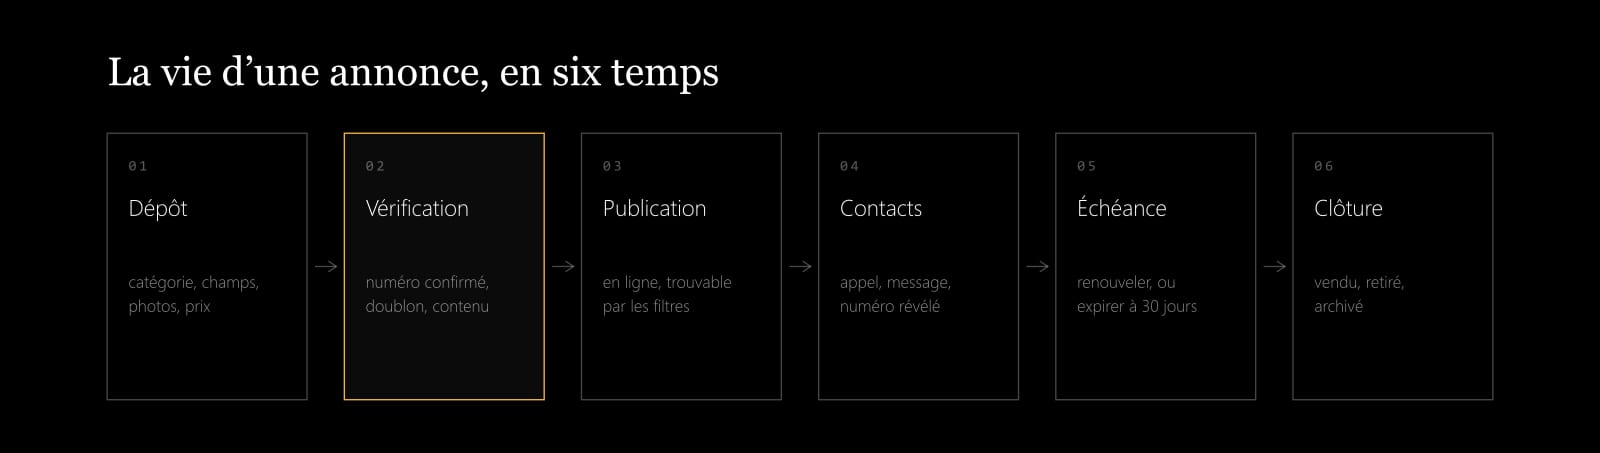 La vie d’une annonce, en six temps
01
Dépôt
catégorie, champs,
photos, prix
02
Vérification
numéro confirmé,
doublon, contenu
03
Publication
en ligne, trouvable
par les filtres
04
Contacts
appel, message,
numéro révélé
05
Échéance
renouveler, ou
expirer à 30 jours
06
Clôture
vendu, retiré,
archivé